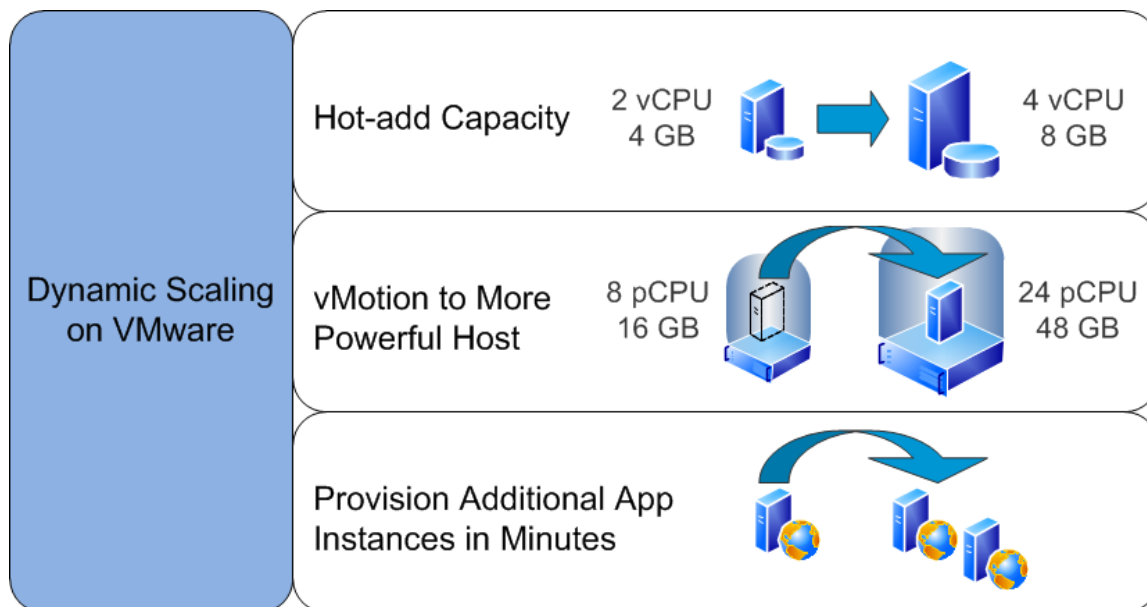 Dynamic Scaling
on VMware
Hot-add Capacity
2 vCPU
4 GB
4 vCPU
8 GB
vMotion to More
Powerful Host
8 pCPU
16 GB
24 pCPU
48 GB
Provision Additional App
Instances in Minutes